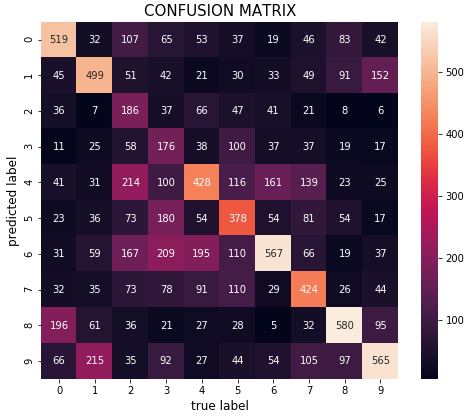 CONFUSION MATRIX
0 519 32 107 65 53 37 19 46 83 42
1 45 499 51 42 21 30 33 49 91 152
2 36 7 186 37 66 47 41 21 8 6
3 11 25 58 176 38 100 37 37 19 17
4 41 31 214 100 428 116 161 139 23 25
5 23 36 73 180 54 378 54 81 54 17
6 31 59 167 209 195 110 567 66 19 37
7 32 35 73 78 91 110 29 424 26 44
8 196 61 36 21 27 28 5 32 580 95
9 66 215 35 92 27 44 54 105 97 565
0 1 2 3 4 5 6 7 8 9
true label
predicted label
500
400
300
200
100